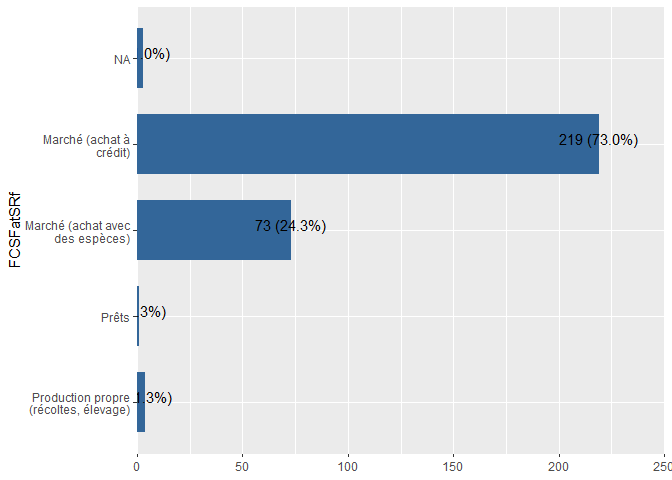 FCSFatSRf
NA
.0%)
Marché (achat à
crédit)
219 (73.0%)
Marché (achat avec
des espèces)
73 (24.3%)
Prêts
3%)
Production propre
(récoltes, élevage)
1.3%)
0
50
100
150
200
250